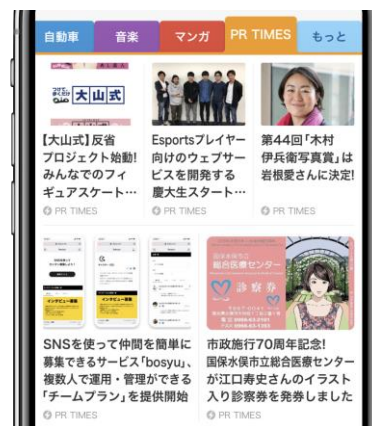 自動車
音楽
マンガ
PR TIMES
もっと
大山式
【大山式】反省
プロジェクト始動!
みんなでのフィ
ギュアスケート…
PR TIMES
Esportsプレイヤー
向けのウェブサー
ビスを開発する
慶大生スタート…
PR TIMES
第44回「木村
伊兵衛写真賞」は
岩根愛さんに決定!
PR TIMES
インタビュー募集
インタビュー募集
SNSを使って仲間を簡単に
募集できるサービス「bosyu」、
複数人で運用・管理ができる
「チームプラン」を提供開始
PR TIMES
国保水俣市立
総合医療センター
診察券
市政施行70周年記念!
国保水俣市立総合医療センター
が江口寿史さんのイラスト
入り診察券を発券しました
PR TIMES